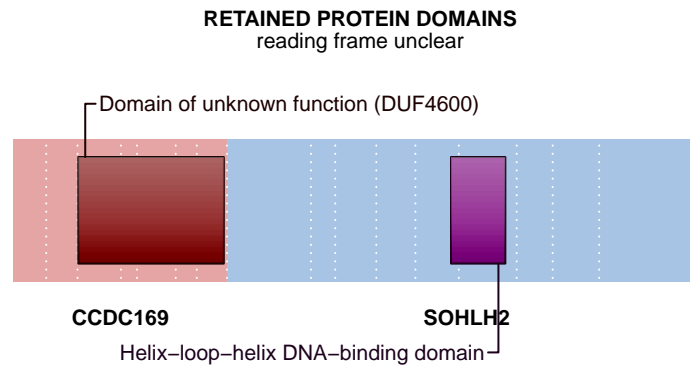 RETAINED PROTEIN DOMAINS
reading frame unclear
Domain of unknown function (DUF4600)
CCDC169
SOHLH2
Helix−loop−helix DNA−binding domain